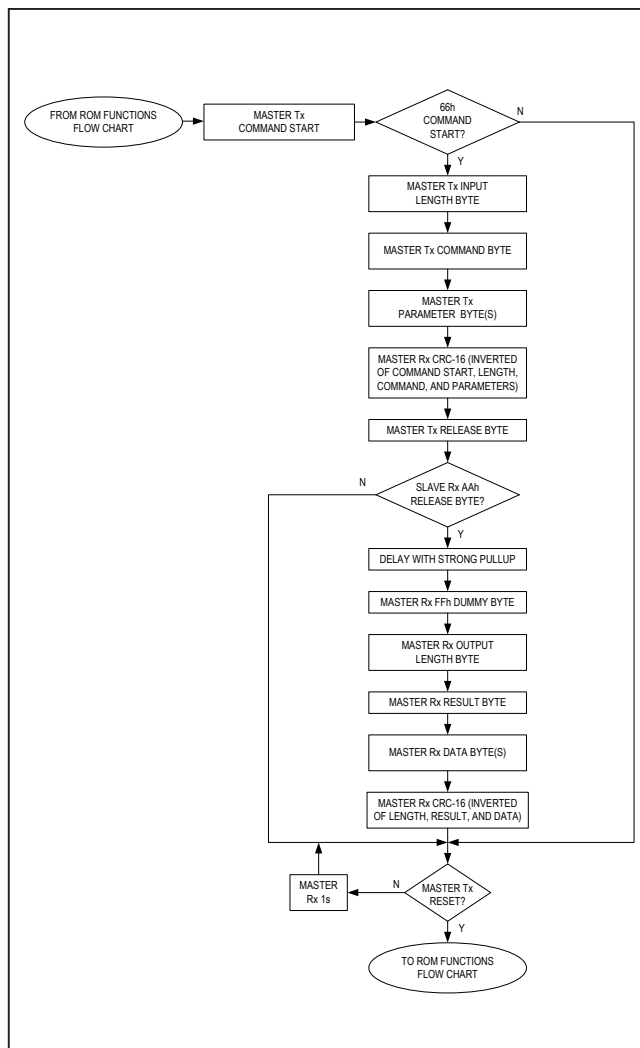 FROM ROM FUNCTIONS
FLOW CHART
MASTER Tx
COMMAND START
66h
COMMAND
START?
N
Y
MASTER Tx INPUT
LENGTH BYTE
MASTER Tx COMMAND BYTE
MASTER Tx
PARAMETER BYTE(S)
MASTER Rx CRC-16 (INVERTED
OF COMMAND START, LENGTH,
COMMAND, AND PARAMETERS)
MASTER Tx RELEASE BYTE
N
SLAVE Rx AAh
RELEASE BYTE?
Y
DELAY WITH STRONG PULLUP
MASTER Rx FFh DUMMY BYTE
MASTER Rx OUTPUT
LENGTH BYTE
MASTER Rx RESULT BYTE
MASTER Rx DATA BYTE(S)
MASTER Rx CRC-16 (INVERTED
OF LENGTH, RESULT, AND DATA)
MASTER
Rx 1s
N
MASTER Tx
RESET?
Y
TO ROM FUNCTIONS
FLOW CHART